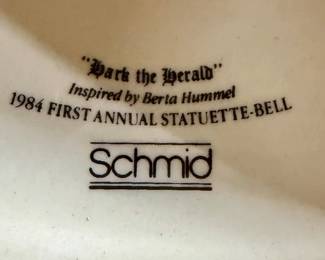 "Hark the Herald"
Inspired by Berta Hummel
1984 FIRST ANNUAL STATUETTE-BELL
Schmid